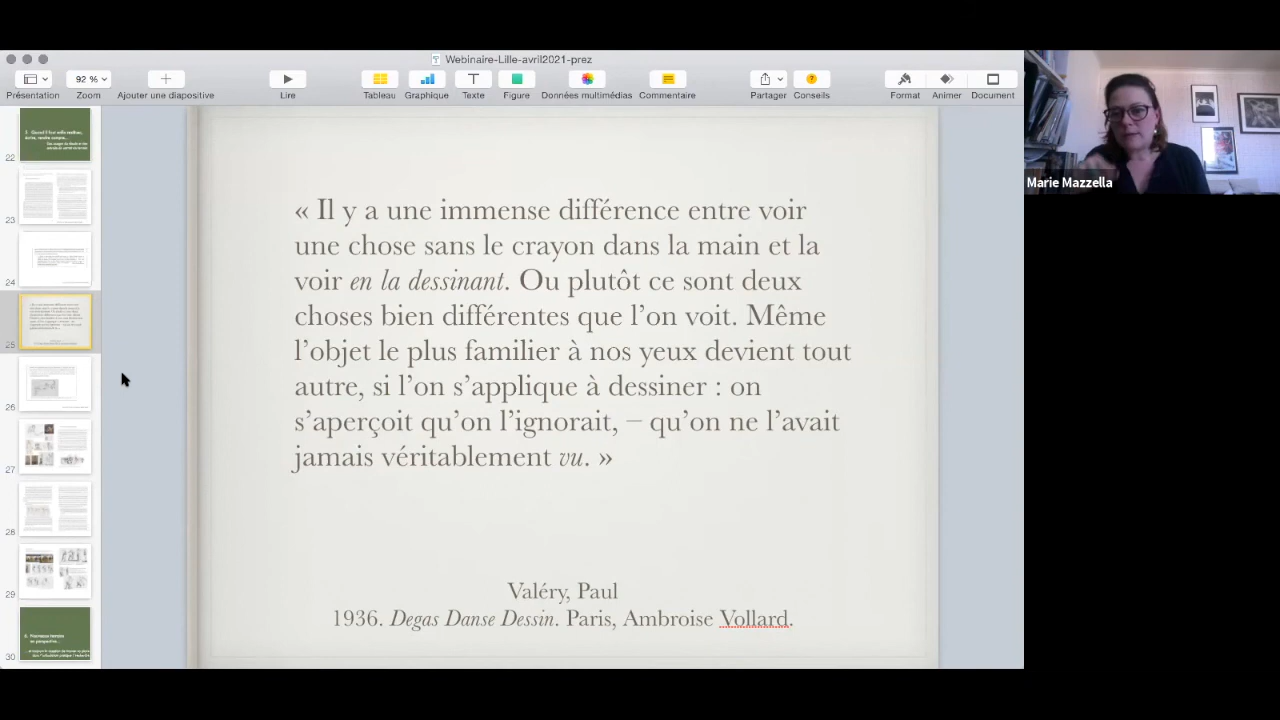 Webinaire-Lille-avril2021-prez
92 %
Présentation
Zoom
Ajouter une diapositive
Lire
Tableau
Graphique
Texte
Figure
Données multimédias
Commentaire
Partager
Conseils
Format
Animer
Document
22
23
24
25
26
27
28
29
30
« Il y a une immense différence entre voir
une chose sans le crayon dans la main et la
voir en la dessinant. Ou plutôt ce sont deux
choses bien différentes que l’on voit. Même
l’objet le plus familier à nos yeux devient tout
autre, si l’on s’applique à dessiner : on
s’aperçoit qu’on l’ignorait, – qu’on ne l’avait
jamais véritablement vu. »
Valéry, Paul
1936. Degas Danse Dessin. Paris, Ambroise Vollard.
Marie Mazzella